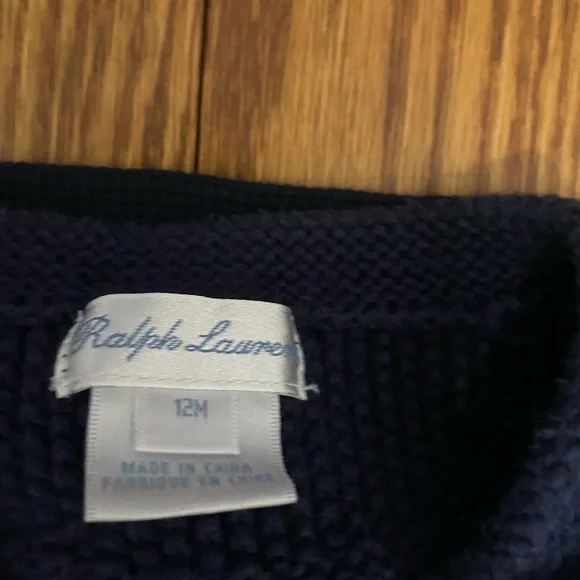 Ralph Lauren
12M
MADE IN CHINA
FABRIQUE EN CHINE